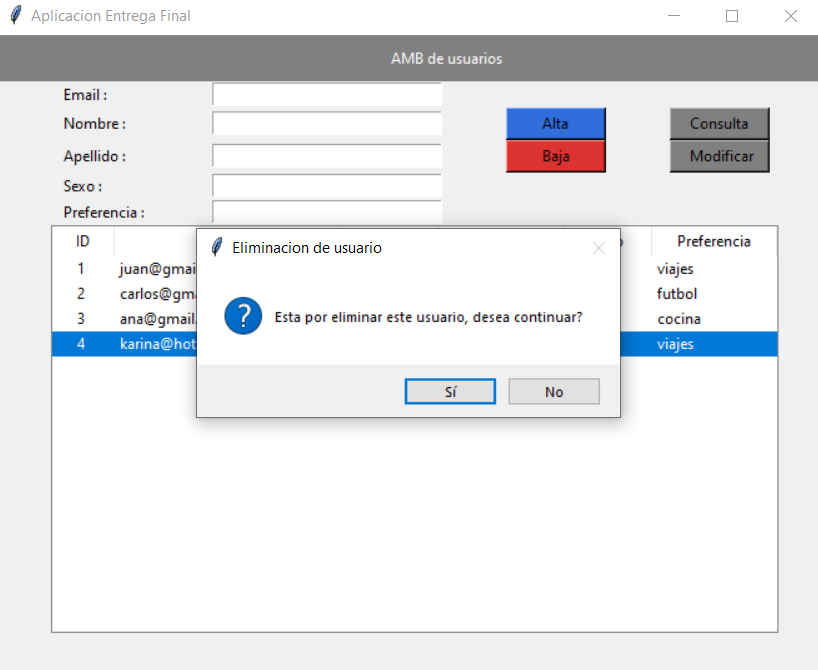 Aplicacion Entrega Final
AMB de usuarios
Email :
Nombre :
Alta
Consulta
Apellido :
Baja
Modificar
Sexo :
Preferencia :
ID
Preferencia
Eliminacion de usuario
1 juan@gmai viajes
2 carlos@gm futbol
3 ana@gmail. cocina
4 karina@hot viajes
Esta por eliminar este usuario, desea continuar?
Sí
No